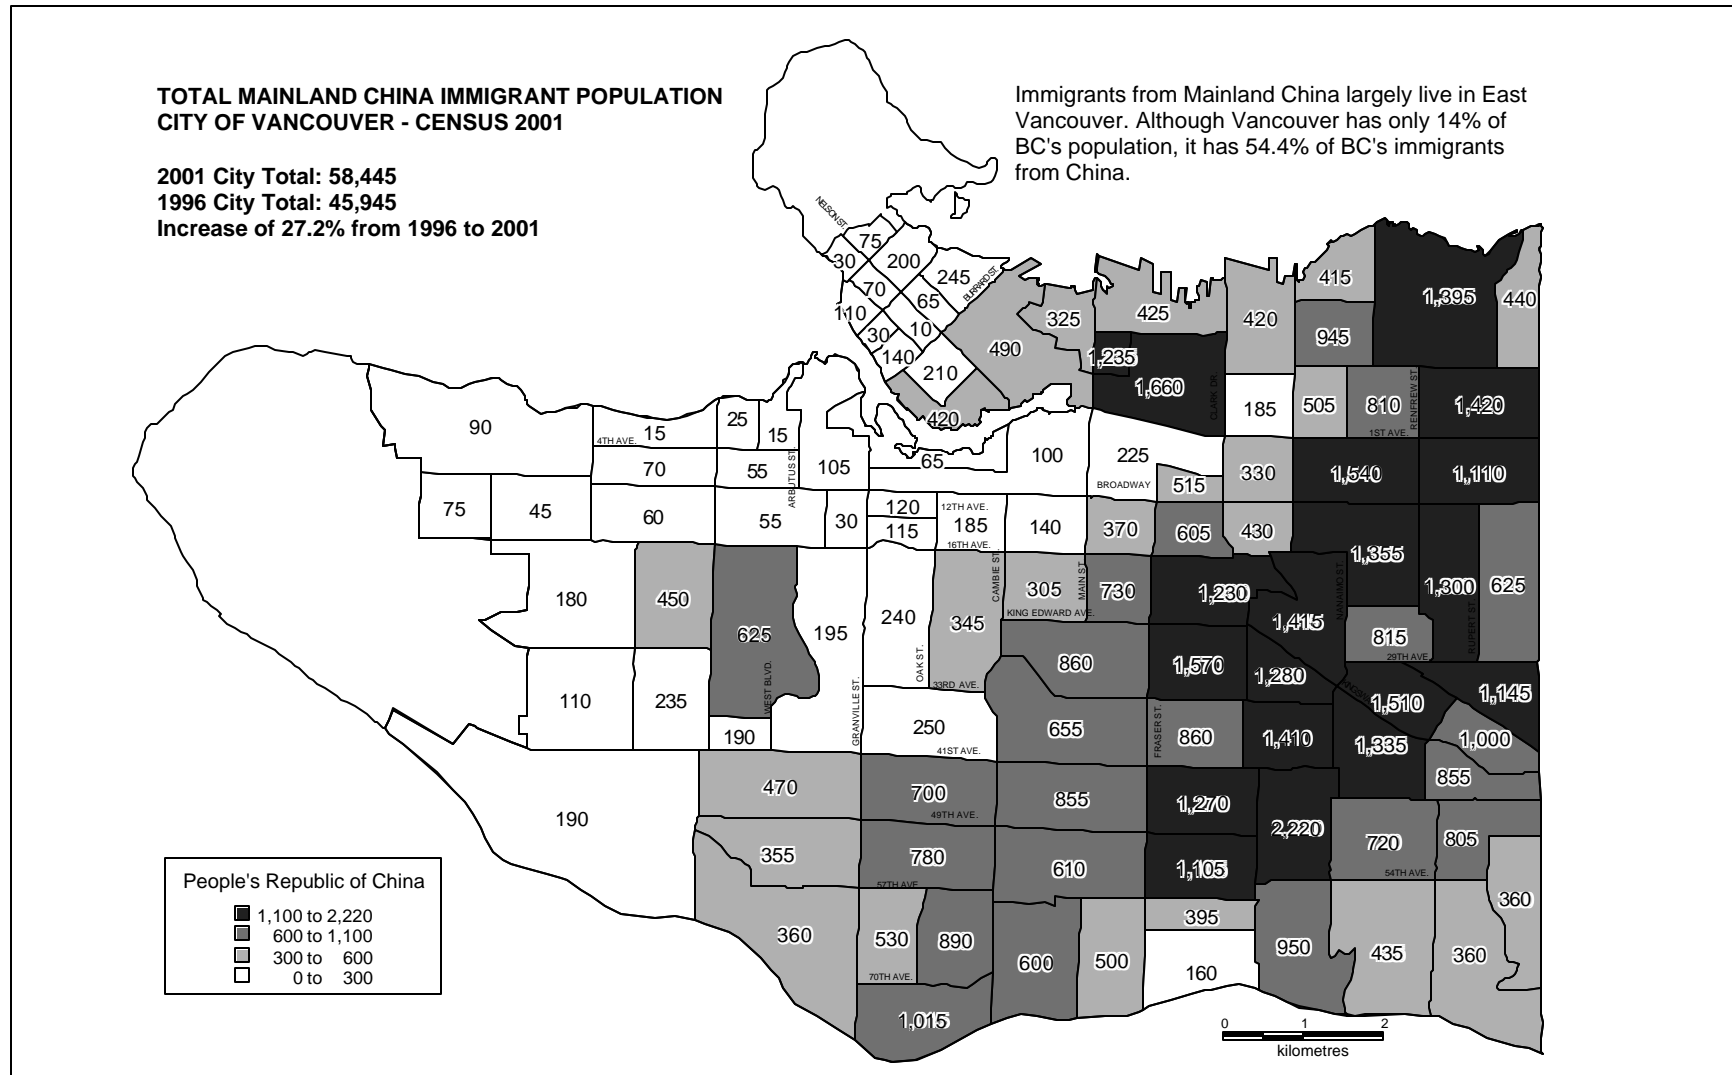 TOTAL MAINLAND CHINA IMMIGRANT POPULATION
CITY OF VANCOUVER - CENSUS 2001
2001 City Total: 58,445
1996 City Total: 45,945
Increase of 27.2% from 1996 to 2001
Immigrants from Mainland China largely live in East
Vancouver. Although Vancouver has only 14% of
BC's population, it has 54.4% of BC's immigrants
from China.
NELSON ST.
75
30
200
245
BURRARD ST.
70
65
110
10
30
140
210
420
490
325
425
420
415
1,395
440
945
1,235
1,660
CLARK DR.
185
505
810
RENFREW ST.
1ST AVE.
1,420
90
15
4TH AVE.
25
15
70
55
ARBUTUS ST.
105
65
100
225
BROADWAY
515
330
1,540
1,110
75
45
60
55
30
120
115
12TH AVE.
185
16TH AVE.
140
370
605
430
1,355
1,300
625
180
450
625
WEST BLVD.
195
GRANVILLE ST.
240
OAK ST.
345
33RD AVE.
CAMBIE ST.
305
MAIN ST.
KING EDWARD AVE.
730
1,230
1,415
NANAIMO ST.
815
29TH AVE.
RUPERT ST.
860
1,570
1,280
1,510
1,145
110
235
190
250
41ST AVE.
655
FRASER ST.
860
1,410
1,335
1,000
855
190
470
700
49TH AVE.
855
1,270
2,220
720
54TH AVE.
805
355
780
57TH AVE.
610
1,105
360
360
530
70TH AVE.
890
600
500
395
160
950
435
360
1,015
People's Republic of China
1,100 to 2,220
600 to 1,100
300 to 600
0 to 300
0 1 2
kilometres